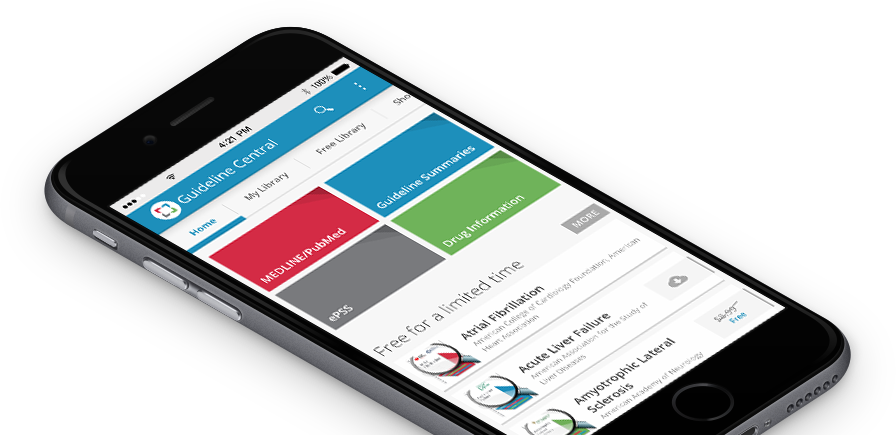 4:21 PM
100%
Guideline Central
Home
My Library
Free Library
Sho
MEDLINE/PubMed
Guideline Summaries
ePSS
Drug Information
Free for a limited time
MORE
Atrial Fibrillation
American College of Cardiology Foundation, American
Heart Association
Acute Liver Failure
American Association for the Study of
Liver Diseases
Free
Amyotrophic Lateral
Sclerosis
American Academy of Neurology